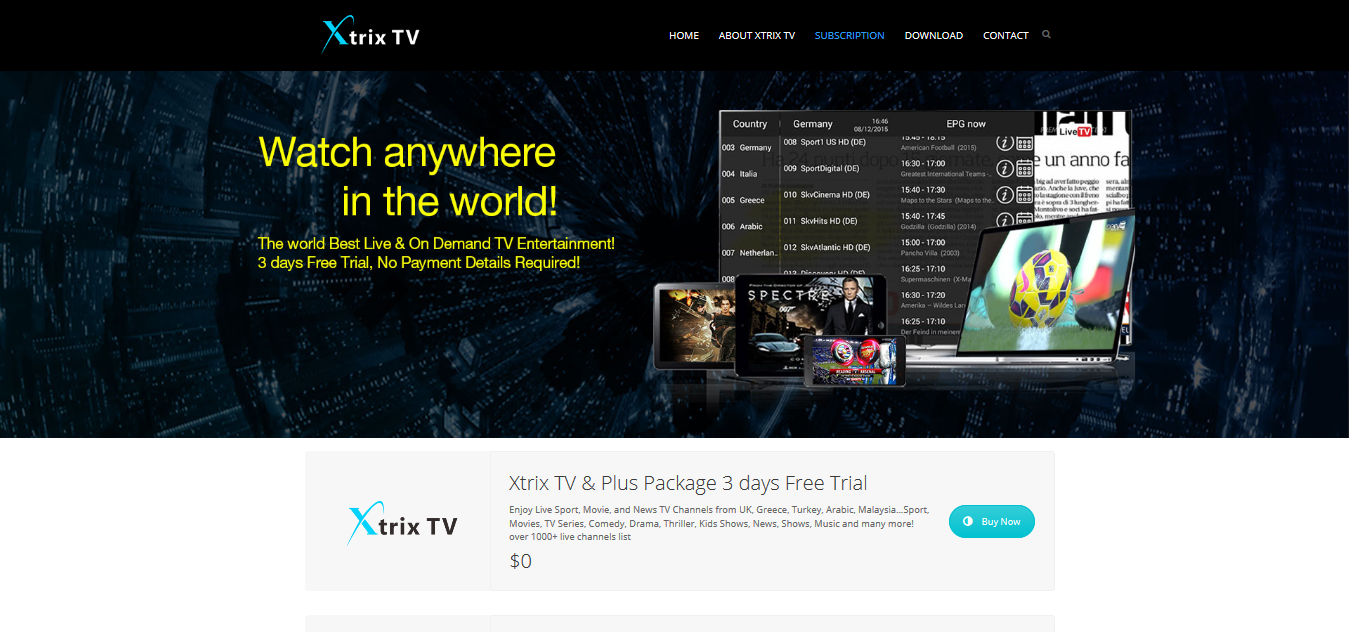 Xtrix TV
HOME
ABOUT XTRIX TV
SUBSCRIPTION
DOWNLOAD
CONTACT
Watch anywhere
in the world!
The world Best Live & On Demand TV Entertainment!
3 days Free Trial, No Payment Details Required!
Country
Germany
16:46
08/12/2015
EPG now
LiveTV
003 Germany
004 Italia
005 Greece
006 Arabic
007 Netherlan..
008
008 Sport1 US HD (DE)
009 SportDigital (DE)
010 SkvCinema HD (DE)
011 SkvHits HD (DE)
012 SkvAtlantic HD (DE)
013 Discovery HD (DE)
15:45 - 18:15
American Football (2015)
16:30 - 17:00
Greatest International Teams -..
15:40 - 17:30
Maps to the Stars (Maps to the..
15:40 - 17:45
Godzilla (Godzilla) (2014)
15:00 - 17:00
Pancho Villa (2003)
16:25 - 17:10
Supermaschinen (X-Ma
16:30 - 17:20
Amerika – Wildes Lan
16:25 - 17:10
Der Feind in meinem
e un anno fa
SPECTRE
007
READING
ARSENAL
Xtrix TV
Xtrix TV & Plus Package 3 days Free Trial
Enjoy Live Sport, Movie, and News TV Channels from UK, Greece, Turkey, Arabic, Malaysia...Sport,
Movies, TV Series, Comedy, Drama, Thriller, Kids Shows, News, Shows, Music and many more!
over 1000+ live channels list
$0
Buy Now